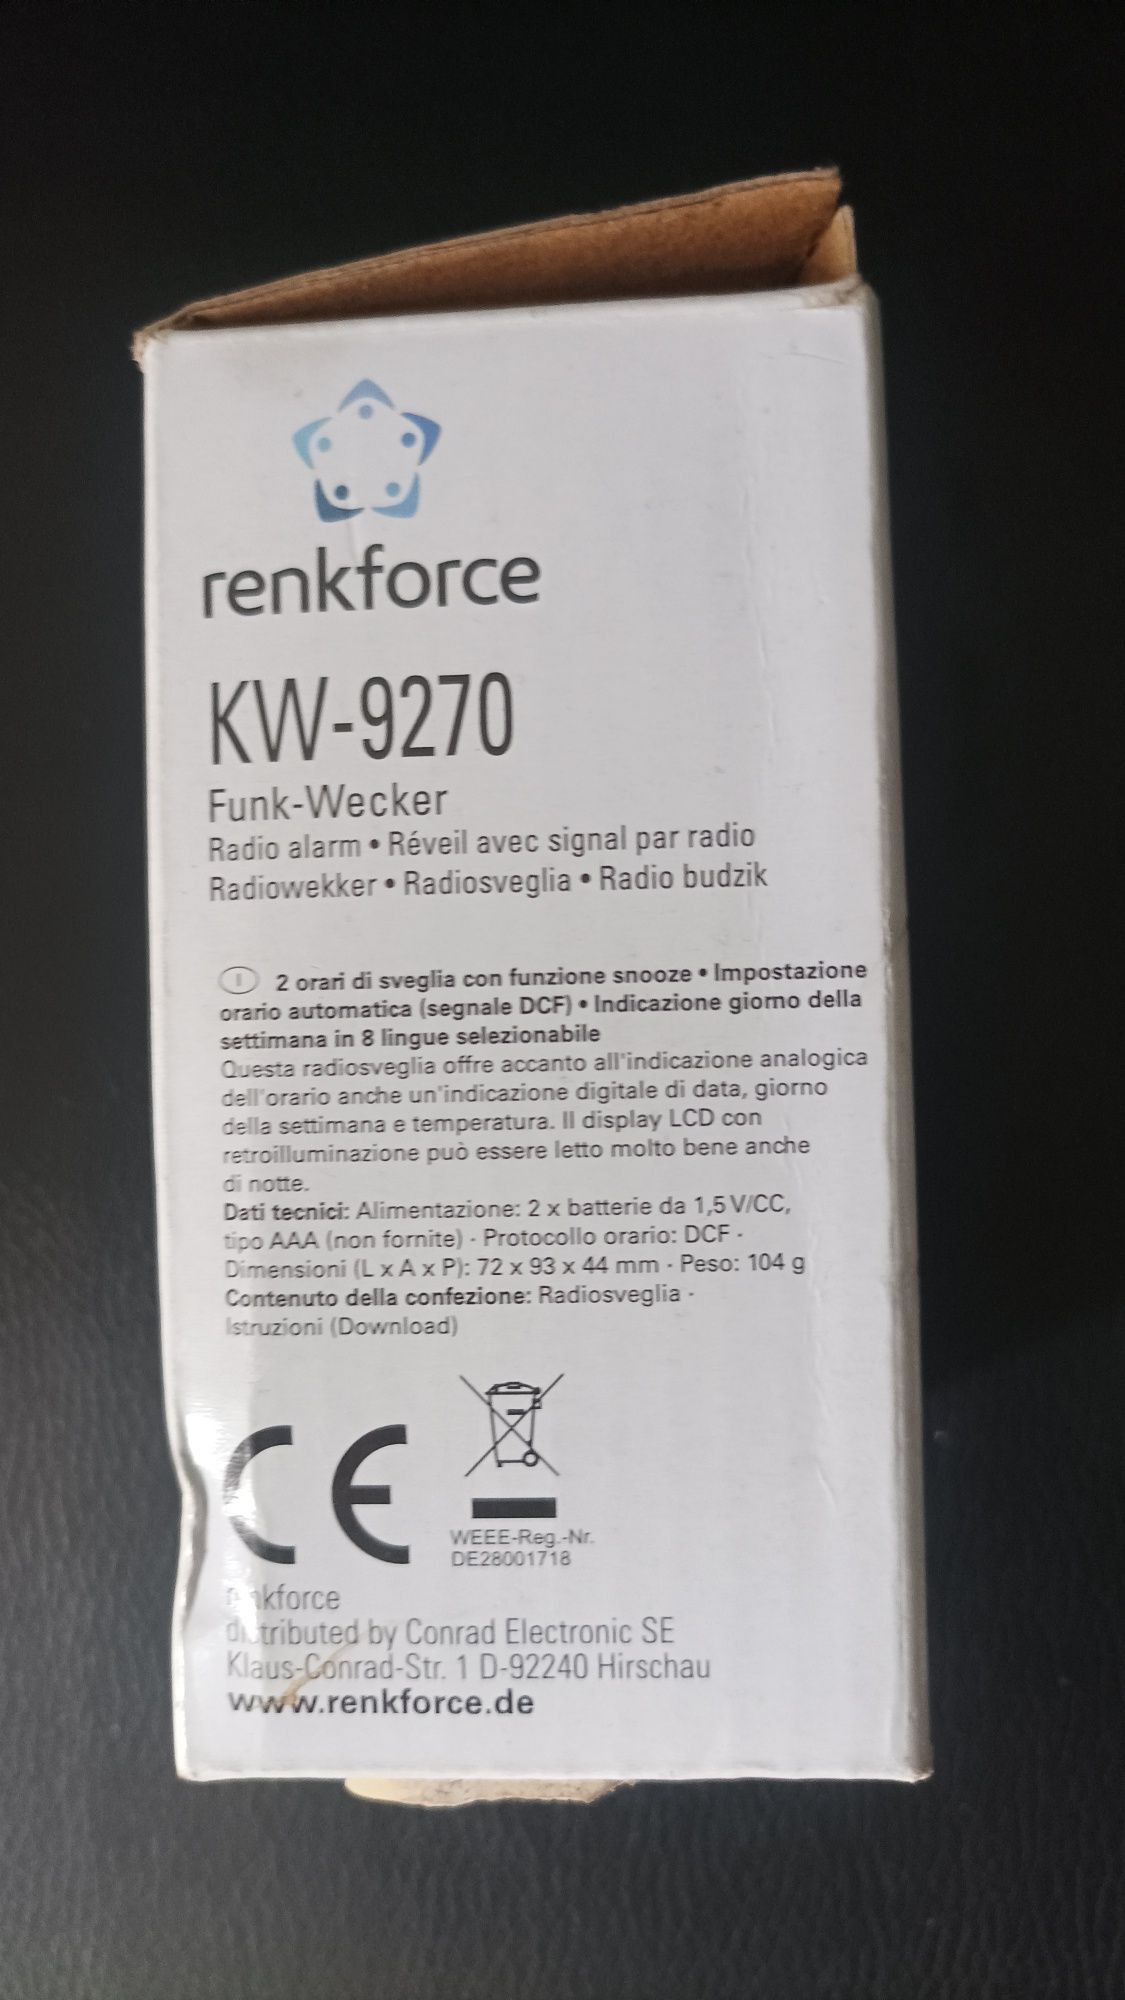 renkforce
KW-9270
Funk-Wecker
Radio alarm • Réveil avec signal par radio
Radiowekker • Radiosveglia • Radio budzik
I 2 orari di sveglia con funzione snooze • Impostazione
orario automatica (segnale DCF) • Indicazione giorno della
settimana in 8 lingue selezionabile
Questa radiosveglia offre accanto all'indicazione analogica
dell'orario anche un'indicazione digitale di data, giorno
della settimana e temperatura. Il display LCD con
retroilluminazione può essere letto molto bene anche
di notte.
Dati tecnici: Alimentazione: 2 x batterie da 1,5 V/CC,
tipo AAA (non fornite) · Protocollo orario: DCF ·
Dimensioni (L x A x P): 72 x 93 x 44 mm · Peso: 104 g
Contenuto della confezione: Radiosveglia ·
Istruzioni (Download)
CE
WEEE-Reg.-Nr.
DE28001718
renkforce
distributed by Conrad Electronic SE
Klaus-Conrad-Str. 1 D-92240 Hirschau
www.renkforce.de